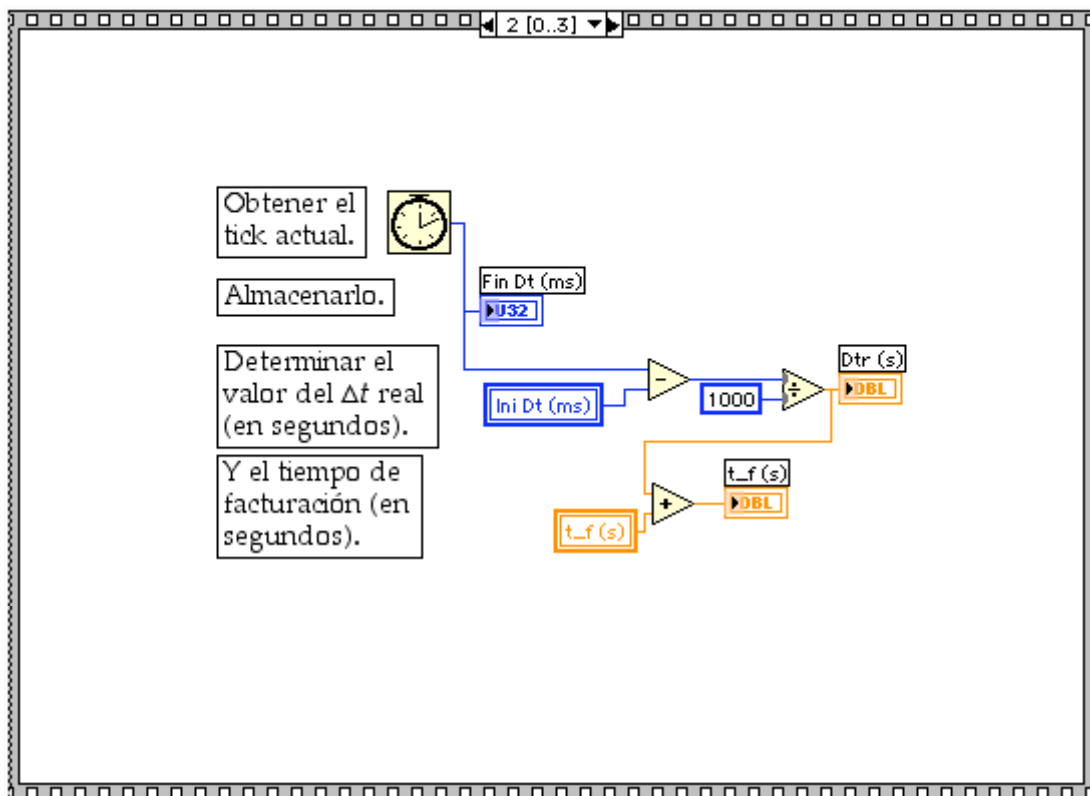 2 [0..3]
Obtener el
tick actual.
Fin Dt (ms)
U32
Almacenarlo.
Determinar el
valor del Δt real
(en segundos).
Ini Dt (ms)
-
1000
÷
Dtr (s)
DBL
Y el tiempo de
facturación (en
segundos).
t_f (s)
+
t_f (s)
DBL